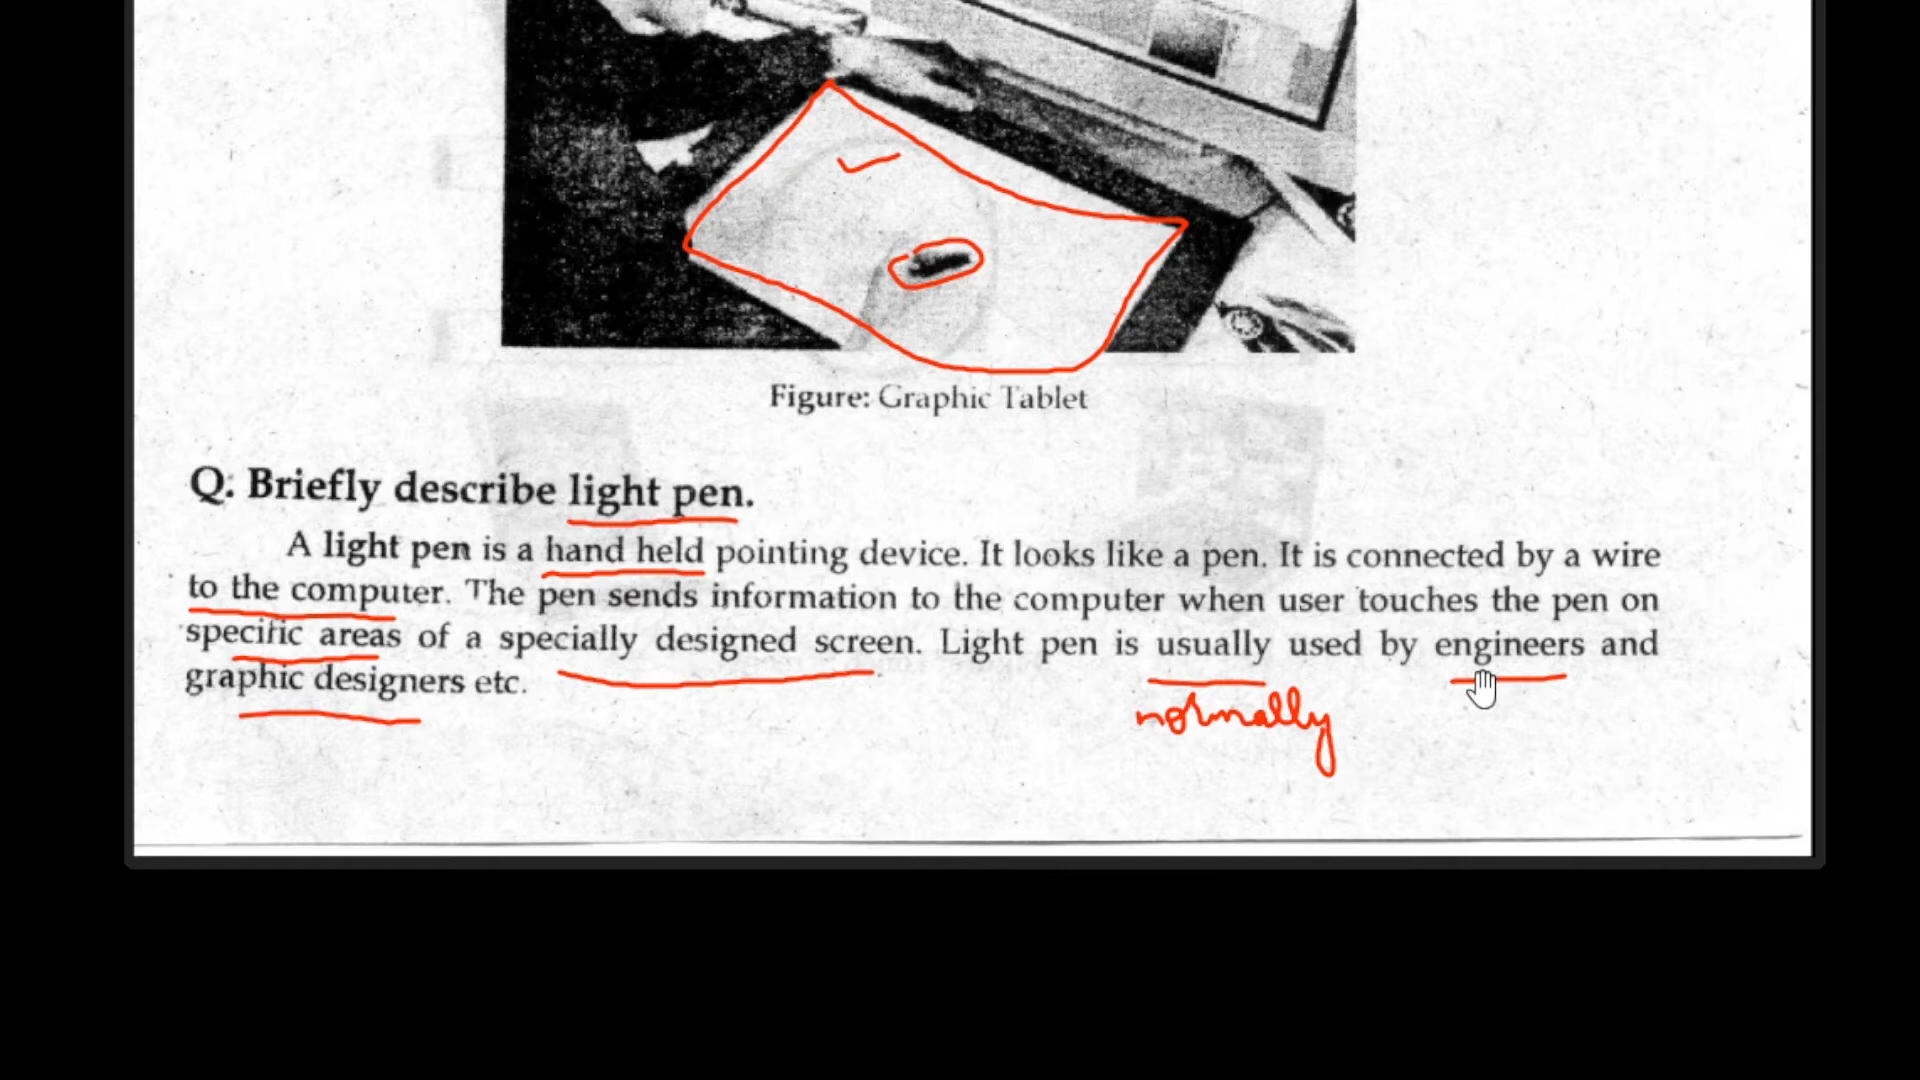 Figure: Graphic Tablet
Q. Briefly describe light pen.
A light pen is a hand held pointing device. It looks like a pen. It is connected by a wire
to the computer. The pen sends information to the computer when user touches the pen on
specific areas of a specially designed screen. Light pen is usually used by engineers and
graphic designers etc.
normally